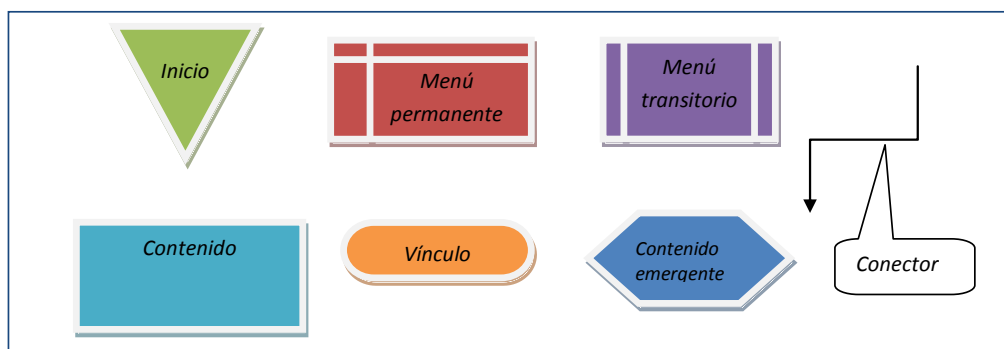 Inicio
Menú
permanente
Menú
transitorio
Contenido
Vínculo
Contenido
emergente
Conector